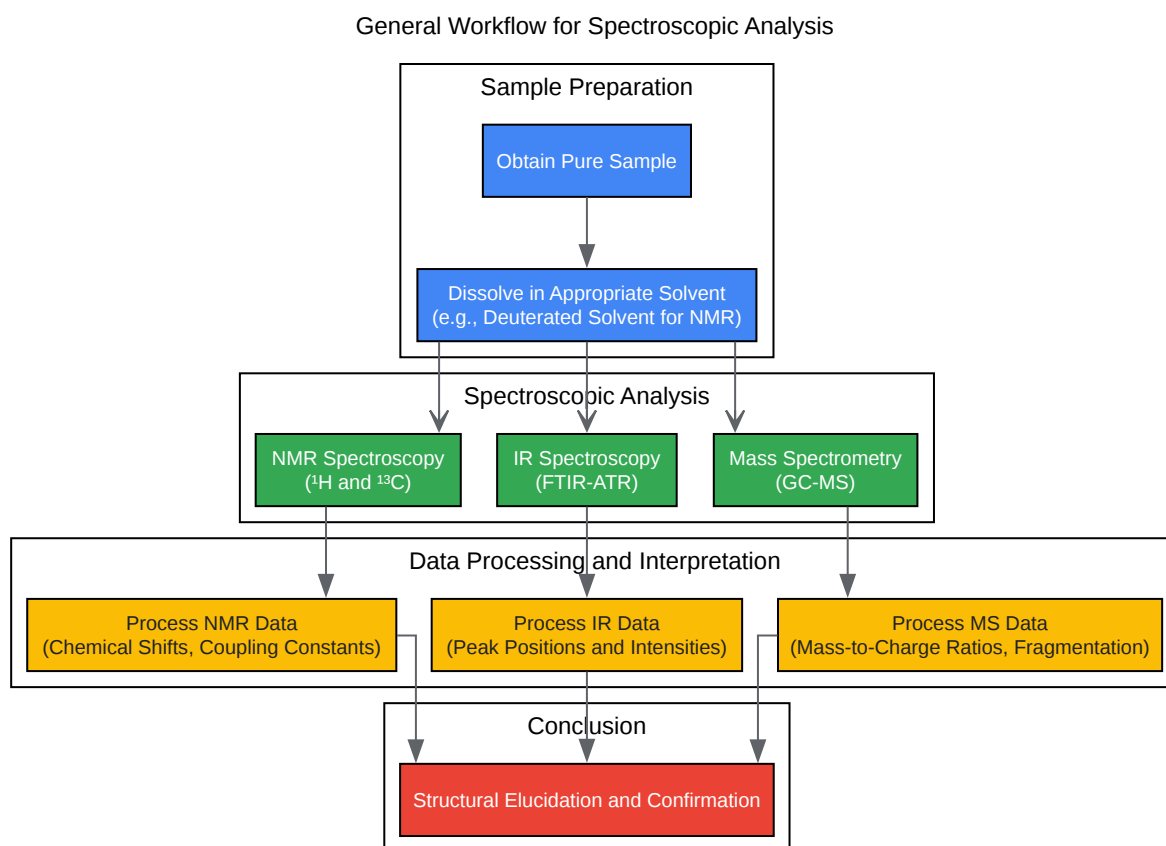 General Workflow for Spectroscopic Analysis
Sample Preparation
Obtain Pure Sample
Dissolve in Appropriate Solvent
(e.g., Deuterated Solvent for NMR)
Spectroscopic Analysis
NMR Spectroscopy
(¹H and ¹³C)
IR Spectroscopy
(FTIR-ATR)
Mass Spectrometry
(GC-MS)
Data Processing and Interpretation
Process NMR Data
(Chemical Shifts, Coupling Constants)
Process IR Data
(Peak Positions and Intensities)
Process MS Data
(Mass-to-Charge Ratios, Fragmentation)
Conclusion
Structural Elucidation and Confirmation